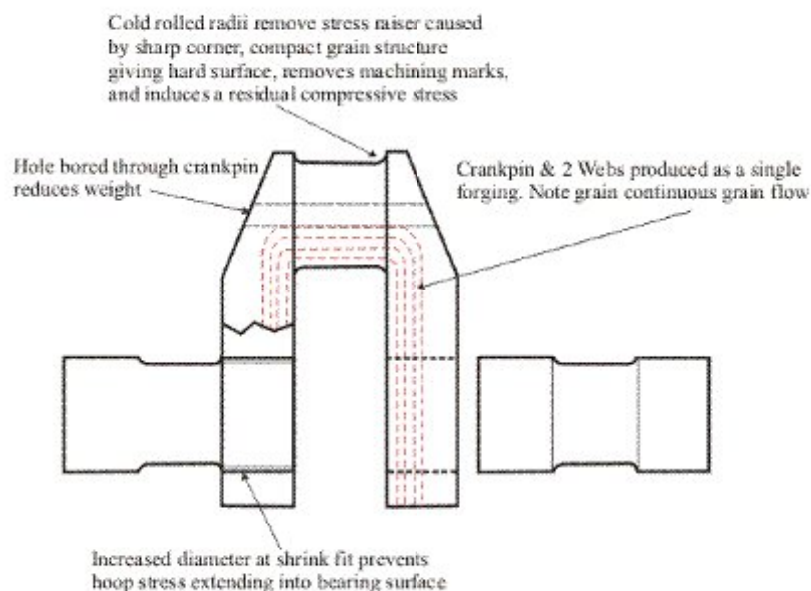 Cold rolled radii remove stress raiser caused
by sharp corner, compact grain structure
giving hard surface, removes machining marks,
and induces a residual compressive stress
Hole bored through crankpin
reduces weight
Crankpin & 2 Webs produced as a single
forging. Note grain continuous grain flow
Increased diameter at shrink fit prevents
hoop stress extending into bearing surface